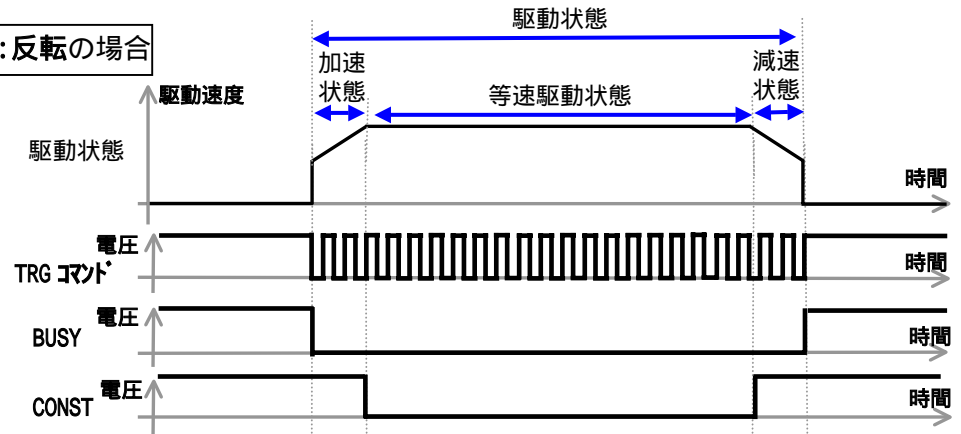 駆動状態
:反転の場合
加速
状態
減速
状態
等速駆動状態
駆動速度
駆動状態
時間
電圧
TRG コマンド
時間
電圧
BUSY
時間
電圧
CONST
時間